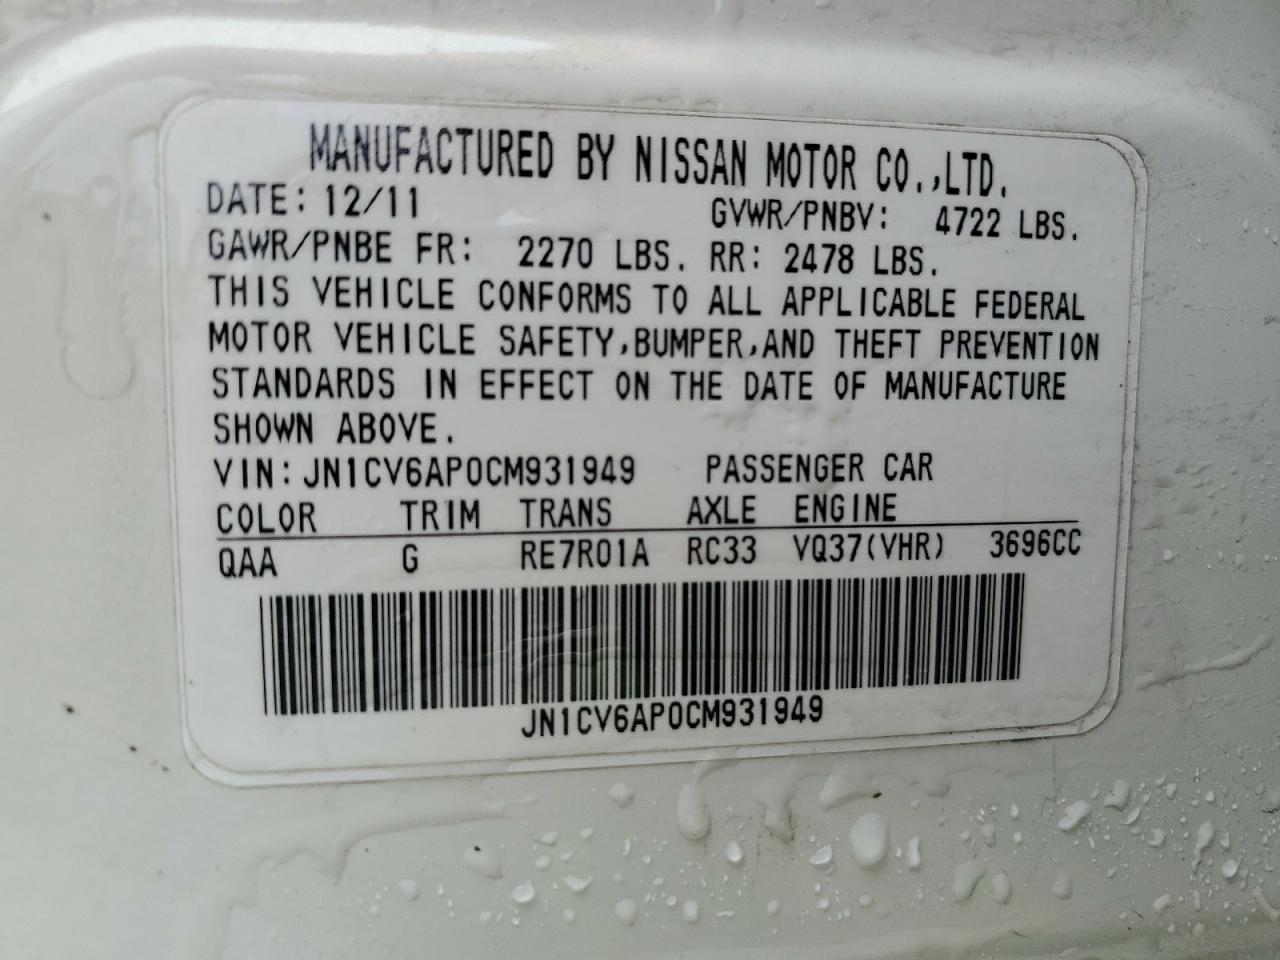 MANUFACTURED BY NISSAN MOTOR CO.,LTD.
DATE: 12/11 GVWR/PNBV: 4722 LBS.
GAWR/PNBE FR: 2270 LBS. RR: 2478 LBS.
THIS VEHICLE CONFORMS TO ALL APPLICABLE FEDERAL
MOTOR VEHICLE SAFETY,BUMPER,AND THEFT PREVENTION
STANDARDS IN EFFECT ON THE DATE OF MANUFACTURE
SHOWN ABOVE.
VIN:JN1CV6AP0CM931949 PASSENGER CAR
COLOR TRIM TRANS AXLE ENGINE
QAA G RE7R01A RC33 VQ37(VHR) 3696CC
JN1CV6AP0CM931949